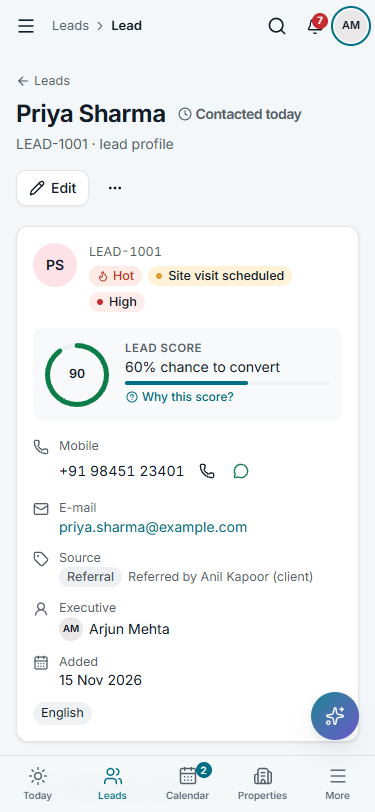 Leads > Lead
7
AM
← Leads
Priya Sharma Contacted today
LEAD-1001 · lead profile
Edit ···
PS
LEAD-1001
Hot • Site visit scheduled
• High
90
LEAD SCORE
60% chance to convert
Why this score?
Mobile
+91 98451 23401
E-mail
priya.sharma@example.com
Source
Referral Referred by Anil Kapoor (client)
Executive
AM Arjun Mehta
Added
15 Nov 2026
English
2
Today Leads Calendar Properties More